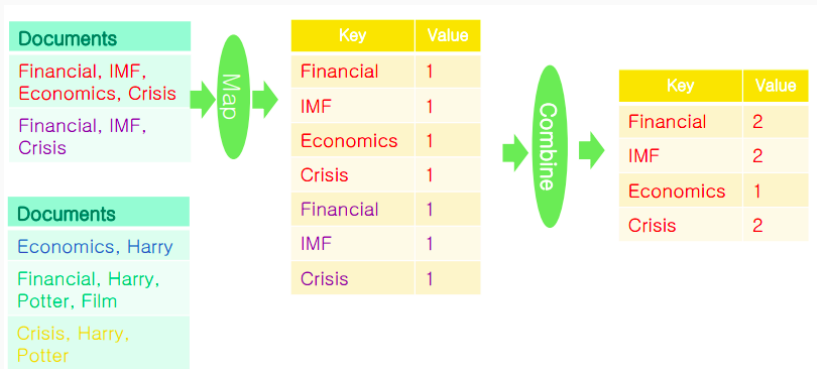 Documents
Financial, IMF,
Economics, Crisis
Financial, IMF,
Crisis
Documents
Economics, Harry
Financial, Harry,
Potter, Film
Crisis, Harry,
Potter
Map
Key Value
Financial 1
IMF 1
Economics 1
Crisis 1
Financial 1
IMF 1
Crisis 1
Combine
Key Value
Financial 2
IMF 2
Economics 1
Crisis 2